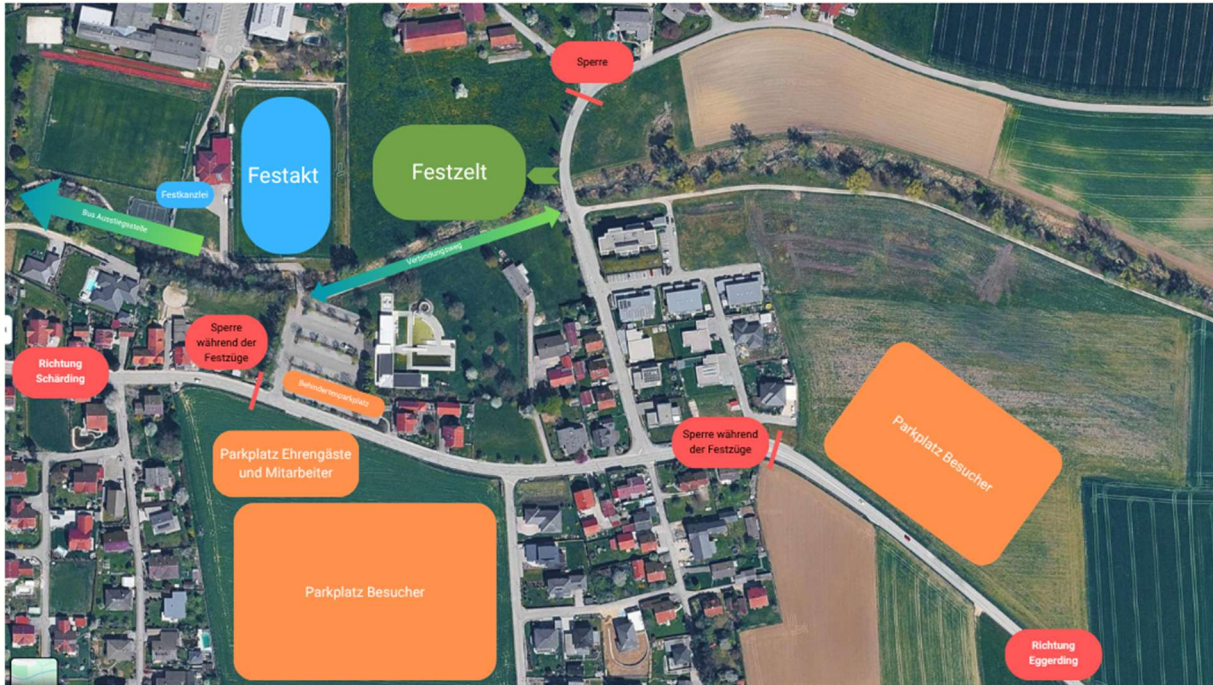 Sperre
Festakt
Festzelt
Festkanzlei
Bus Ausstiegsstelle
Verbindungsweg
Sperre
während der
Festzüge
Richtung
Schärding
Behindertenparkplatz
Parkplatz Ehrengäste
und Mitarbeiter
Sperre während
der Festzüge
Parkplatz Besucher
Parkplatz Besucher
Richtung
Eggerding